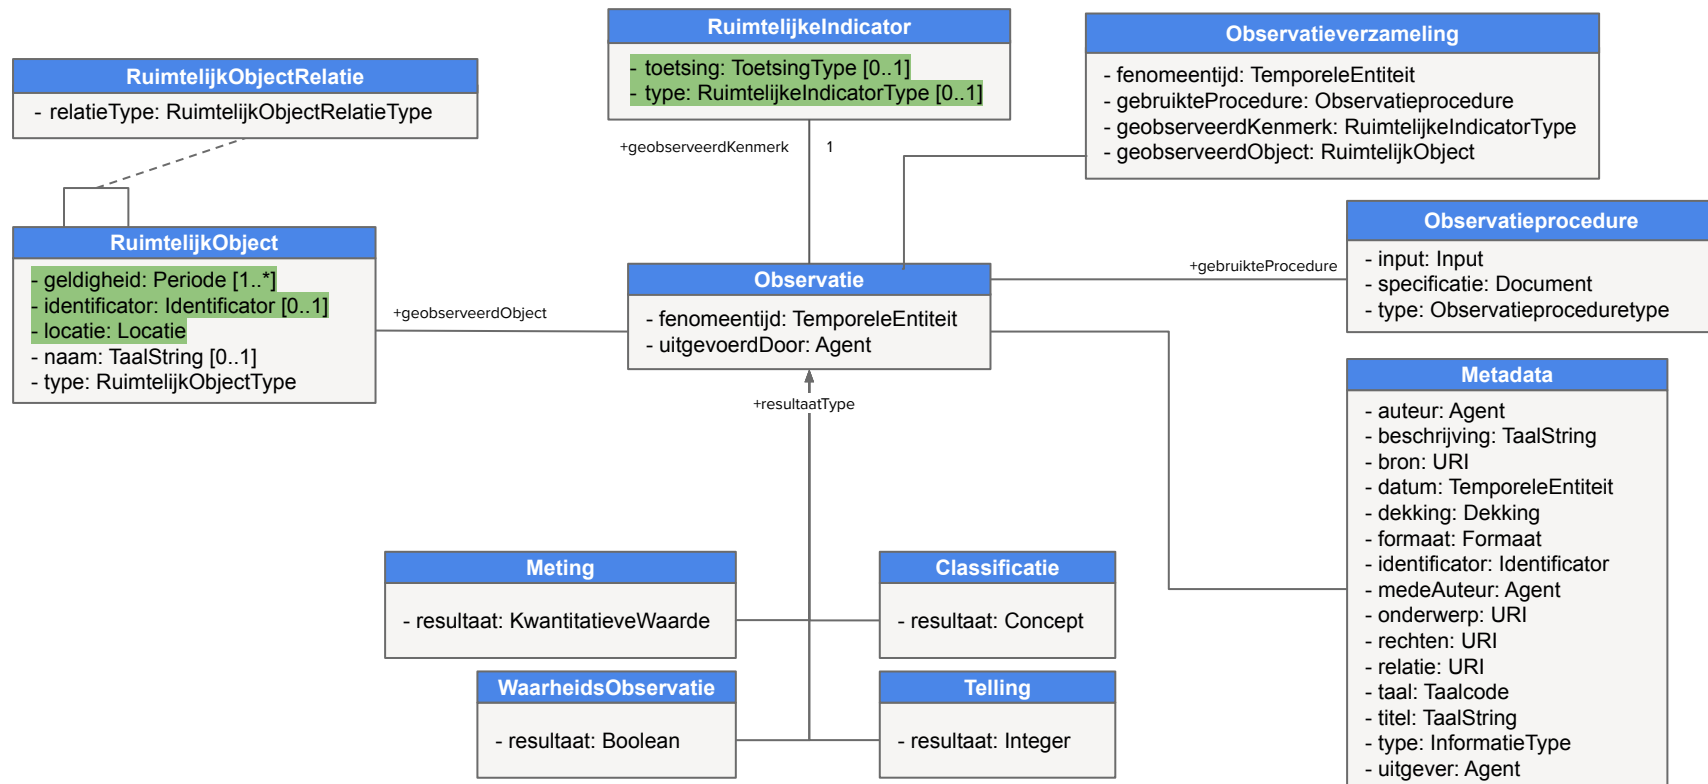 RuimtelijkObjectRelatie
- relatieType: RuimtelijkObjectRelatieType
RuimtelijkeIndicator
- toetsing: ToetsingType [0..1]
- type: RuimtelijkeIndicatorType [0..1]
Observatieverzameling
- fenomeentijd: TemporeleEntiteit
- gebruikteProcedure: Observatieprocedure
- geobserveerdKenmerk: RuimtelijkeIndicatorType
- geobserveerdObject: RuimtelijkObject
+geobserveerdKenmerk
1
RuimtelijkObject
- geldigheid: Periode [1..*]
- identificator: Identificator [0..1]
- locatie: Locatie
- naam: TaalString [0..1]
- type: RuimtelijkObjectType
+geobserveerdObject
Observatie
- fenomeentijd: TemporeleEntiteit
- uitgevoerdDoor: Agent
+gebruikteProcedure
Observatieprocedure
- input: Input
- specificatie: Document
- type: Observatieproceduretype
+resultaatType
Metadata
- auteur: Agent
- beschrijving: TaalString
- bron: URI
- datum: TemporeleEntiteit
- dekking: Dekking
- formaat: Formaat
- identificator: Identificator
- medeAuteur: Agent
- onderwerp: URI
- rechten: URI
- relatie: URI
- taal: Taalcode
- titel: TaalString
- type: InformatieType
- uitgever: Agent
Meting
- resultaat: KwantitatieveWaarde
Classificatie
- resultaat: Concept
WaarheidsObservatie
- resultaat: Boolean
Telling
- resultaat: Integer